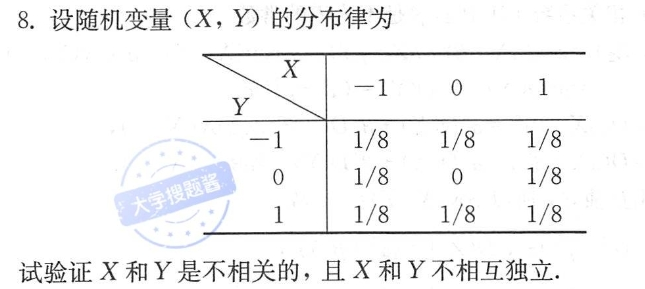 8. 设随机变量 (X, Y) 的分布律为
X
Y
-1 0 1
-1 1/8 1/8 1/8
0 1/8 0 1/8
1 1/8 1/8 1/8
大学搜题酱
试验证 X 和 Y 是不相关的, 且 X 和 Y 不相互独立.